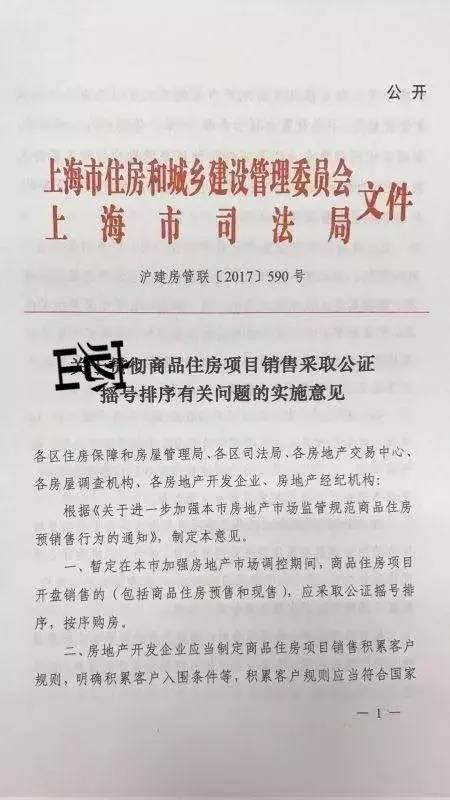 公开
上海市住房和城乡建设管理委员会
上海市司法局
文件
沪建房管联〔2017〕590号
彻商品住房项目销售采取公证
摇号排序有关问题的实施意见
各区住房保障和房屋管理局、各区司法局、各房地产交易中心、
各房屋调查机构、各房地产开发企业、房地产经纪机构：
根据《关于进一步加强本市房地产市场监管规范商品住房
预销售行为的通知》，制定本意见。
一、暂定在本市加强房地产市场调控期间，商品住房项目
开盘销售的（包括商品住房预售和现售），应采取公证摇号排
序，按序购房。
二、房地产开发企业应当制定商品住房项目销售积累客户
规则，明确积累客户入围条件等，积累客户规则应当符合国家
— 1 —